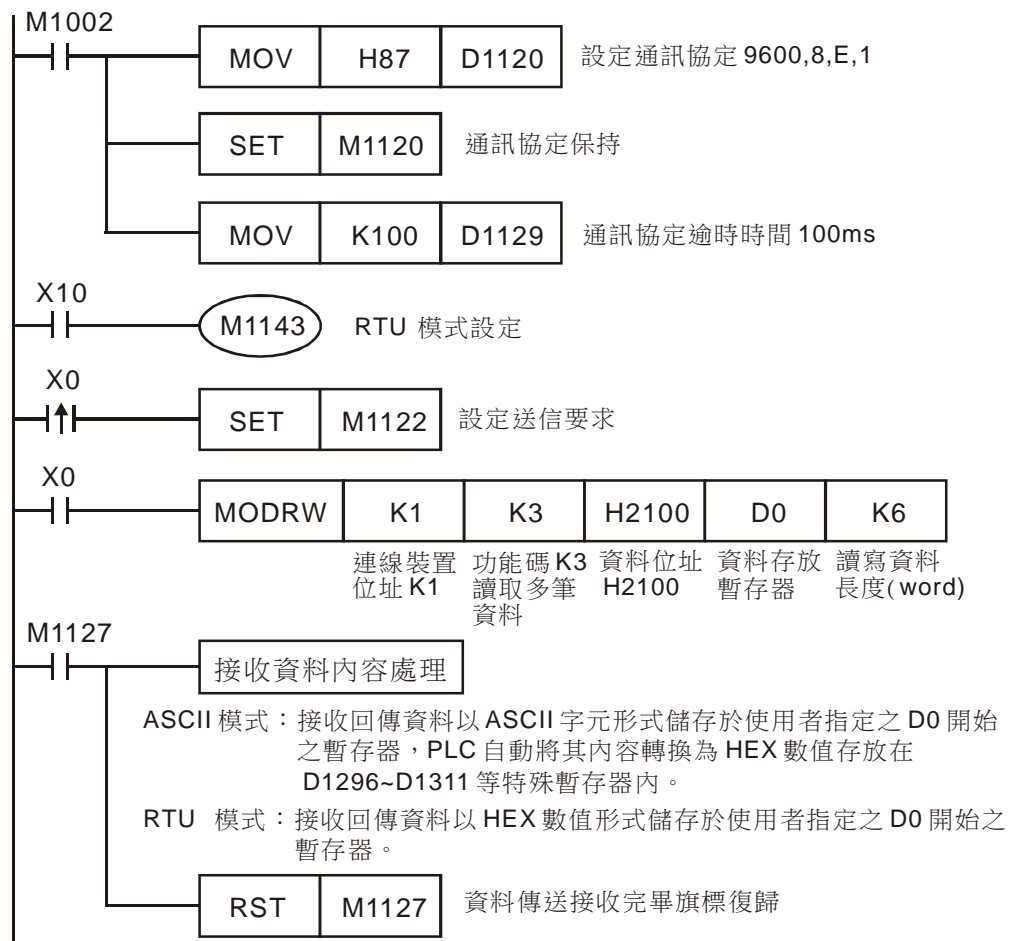 M1002
MOV H87 D1120 設定通訊協定 9600,8,E,1
SET M1120 通訊協定保持
MOV K100 D1129 通訊協定逾時時間 100ms
X10
M1143 RTU 模式設定
X0
SET M1122 設定送信要求
X0
MODRW K1 K3 H2100 D0 K6
連線裝置 功能碼 K3 資料位址 資料存放 讀寫資料
位址 K1 讀取多筆 H2100 暫存器 長度(word)
資料
M1127
接收資料內容處理
ASCII 模式：接收回傳資料以 ASCII 字元形式儲存於使用者指定之 D0 開始
之暫存器，PLC 自動將其內容轉換為 HEX 數值存放在
D1296~D1311 等特殊暫存器內。
RTU 模式：接收回傳資料以 HEX 數值形式儲存於使用者指定之 D0 開始之
暫存器。
RST M1127 資料傳送接收完畢旗標復歸